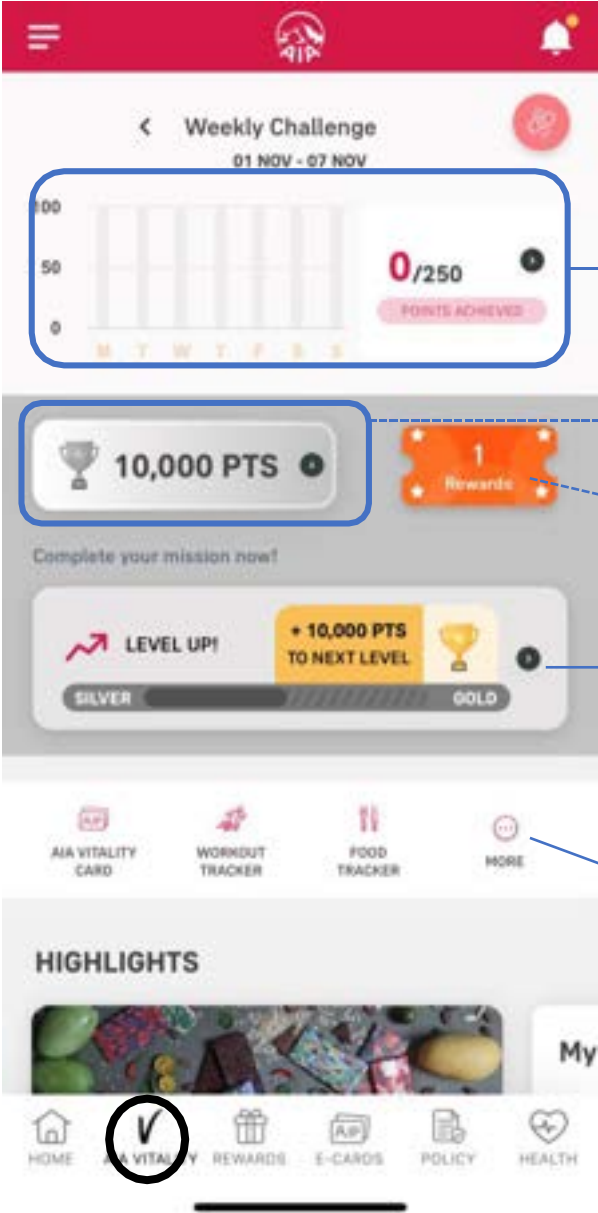 AIA
Weekly Challenge
01 NOV - 07 NOV
100
50
0
M T W T F S S
0/250
POINTS ACHIEVED
10,000 PTS
1
Rewards
Complete your mission now!
LEVEL UP!
+ 10,000 PTS
TO NEXT LEVEL
SILVER
GOLD
AIA VITALITY
CARD
WORKOUT
TRACKER
FOOD
TRACKER
MORE
HIGHLIGHTS
My
HOME
AIA VITALITY
REWARDS
E-CARDS
POLICY
HEALTH